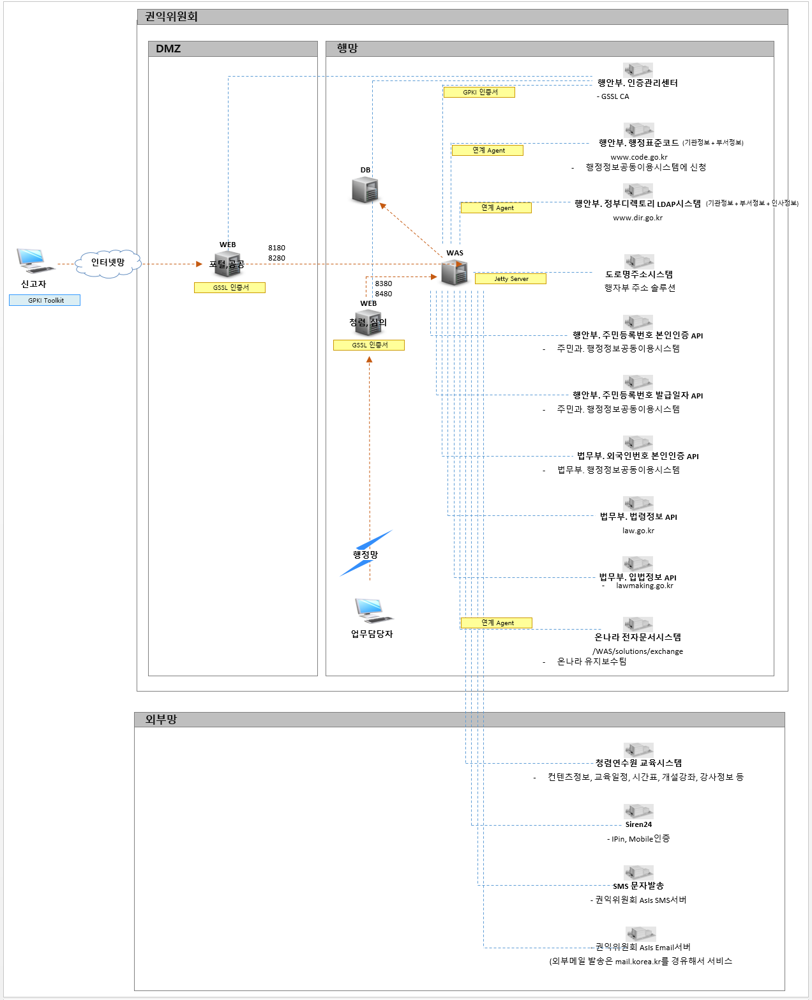 권익위원회
DMZ
행망
행안부. 인증관리센터
GPKI 인증서
- GSSL CA
행안부. 행정표준코드 (기관정보 + 부서정보)
연계 Agent
www.code.go.kr
- 행정정보공동이용시스템에 신청
DB
행안부. 정부디렉토리 LDAP시스템 (기관정보 + 부서정보 + 인사정보)
연계 Agent
www.dir.go.kr
WEB
8180
8280
포털,공공
GSSL 인증서
인터넷망
신고자
GPKI Toolkit
WAS
Jetty Server
도로명주소시스템
행자부 주소 솔루션
8380
8480
WEB
청렴, 심의
GSSL 인증서
행안부. 주민등록번호 본인인증 API
- 주민과. 행정정보공동이용시스템
행안부. 주민등록번호 발급일자 API
- 주민과. 행정정보공동이용시스템
법무부. 외국인번호 본인인증 API
- 법무부. 행정정보공동이용시스템
법무부. 법령정보 API
law.go.kr
행정망
법무부. 입법정보 API
- lawmaking.go.kr
업무담당자
연계 Agent
온나라 전자문서시스템
/WAS/solutions/exchange
- 온나라 유지보수팀
외부망
청렴연수원 교육시스템
- 컨텐츠정보, 교육일정, 시간표, 개설강좌, 강사정보 등
Siren24
- IPin, Mobile인증
SMS 문자발송
- 권익위원회 AsIs SMS서버
- 권익위원회 AsIs Email서버
(외부메일 발송은 mail.korea.kr를 경유해서 서비스